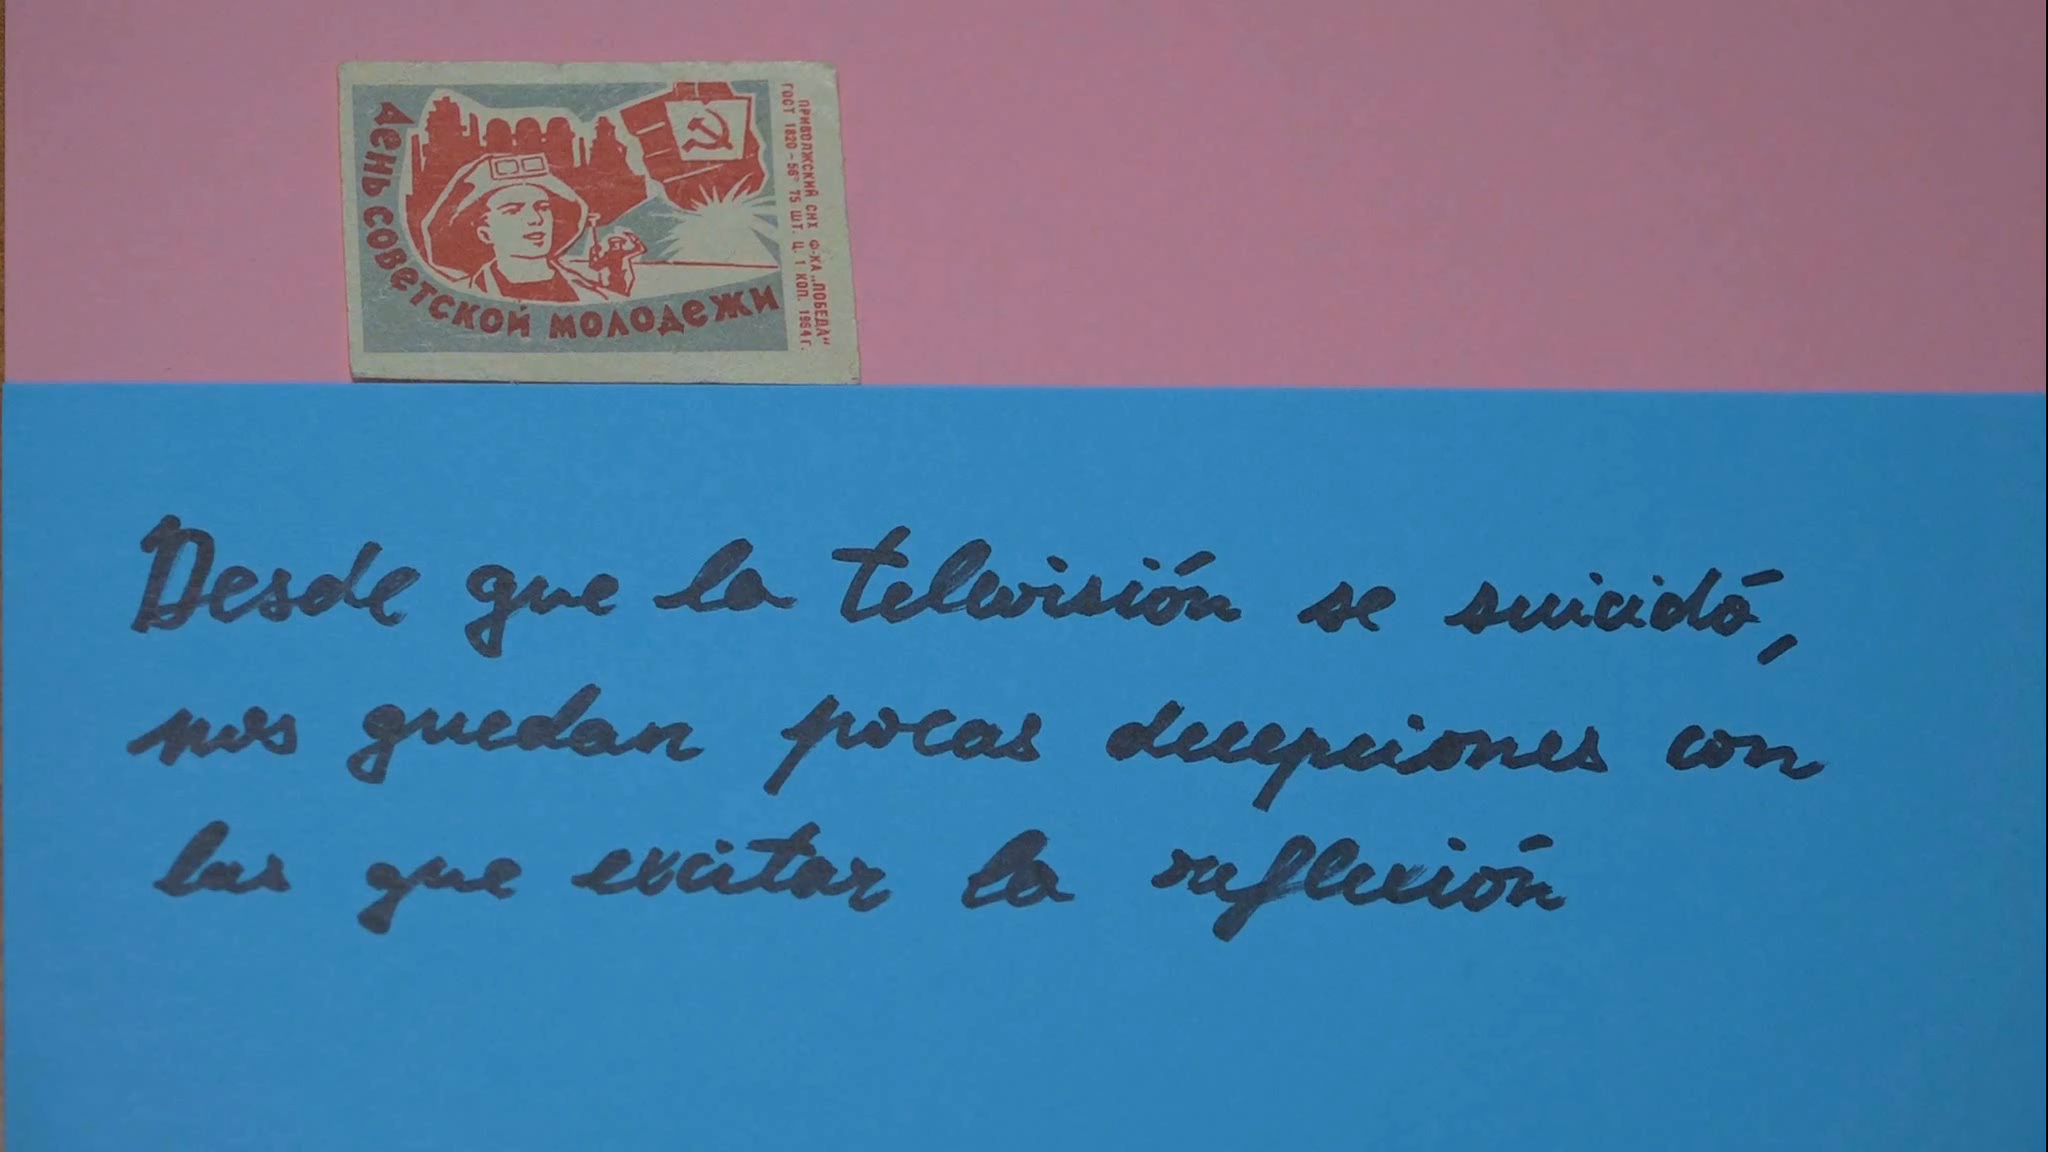 День советской молодежи
ПРИВОЛЖСКИЙ СНХ Ф-КА „ПОБЕДА“
ГОСТ 1820-56* 75 ШТ. Ц. 1 КОП. 1964 г.
Desde que la televisión se suicidó,
nos quedan pocas decepciones con
las que excitar la reflexión